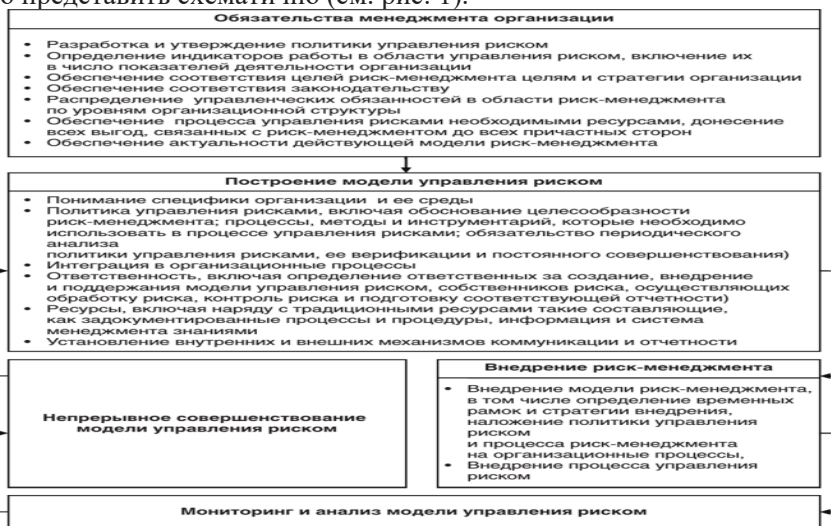 о представить схематично (см. рис. 1).
Обязательства менеджмента организации
• Разработка и утверждение политики управления риском
• Определение индикаторов работы в области управления риском, включение их
в число показателей деятельности организации
• Обеспечение соответствия целей риск-менеджмента целям и стратегии организации
• Обеспечение соответствия законодательству
• Распределение управленческих обязанностей в области риск-менеджмента
по уровням организационной структуры
• Обеспечение процесса управления рисками необходимыми ресурсами, донесение
всех выгод, связанных с риск-менеджментом до всех причастных сторон
• Обеспечение актуальности действующей модели риск-менеджмента
Построение модели управления риском
• Понимание специфики организации и ее среды
• Политика управления рисками, включая обоснование целесообразности
риск-менеджмента; процессы, методы и инструментарий, которые необходимо
использовать в процессе управления рисками; обязательство периодического
анализа
политики управления рисками, ее верификации и постоянного совершенствования)
• Интеграция в организационные процессы
• Ответственность, включая определение ответственных за создание, внедрение
и поддержания модели управления риском, собственников риска, осуществляющих
обработку риска, контроль риска и подготовку соответствующей отчетности)
• Ресурсы, включая наряду с традиционными ресурсами такие составляющие,
как задокументированные процессы и процедуры, информация и система
менеджмента знаниями
• Установление внутренних и внешних механизмов коммуникации и отчетности
Непрерывное совершенствование
модели управления риском
Внедрение риск-менеджмента
• Внедрение модели риск-менеджмента,
в том числе определение временных
рамок и стратегии внедрения,
наложение политики управления
риском
и процесса риск-менеджмента
на организационные процессы,
• Внедрение процесса управления
риском
Мониторинг и анализ модели управления риском